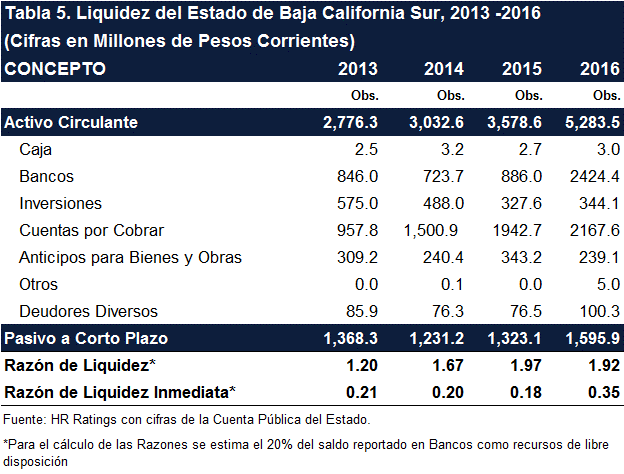 Tabla 5. Liquidez del Estado de Baja California Sur, 2013 -2016
(Cifras en Millones de Pesos Corrientes)
CONCEPTO 2013 2014 2015 2016
Obs. Obs. Obs. Obs.
Activo Circulante 2,776.3 3,032.6 3,578.6 5,283.5
Caja 2.5 3.2 2.7 3.0
Bancos 846.0 723.7 886.0 2424.4
Inversiones 575.0 488.0 327.6 344.1
Cuentas por Cobrar 957.8 1,500.9 1942.7 2167.6
Anticipos para Bienes y Obras 309.2 240.4 343.2 239.1
Otros 0.0 0.1 0.0 5.0
Deudores Diversos 85.9 76.3 76.5 100.3
Pasivo a Corto Plazo 1,368.3 1,231.2 1,323.1 1,595.9
Razón de Liquidez* 1.20 1.67 1.97 1.92
Razón de Liquidez Inmediata* 0.21 0.20 0.18 0.35
Fuente: HR Ratings con cifras de la Cuenta Pública del Estado.
*Para el cálculo de las Razones se estima el 20% del saldo reportado en Bancos como recursos de libre
disposición